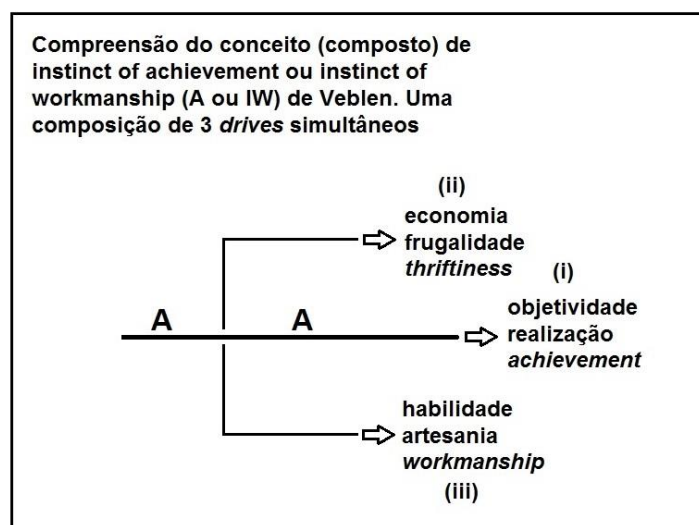 Compreensão do conceito (composto) de
instinct of achievement ou instinct of
workmanship (A ou IW) de Veblen. Uma
composição de 3 drives simultâneos
(ii)
economia
frugalidade
thriftiness
(i)
objetividade
realização
achievement
A
A
habilidade
artesania
workmanship
(iii)